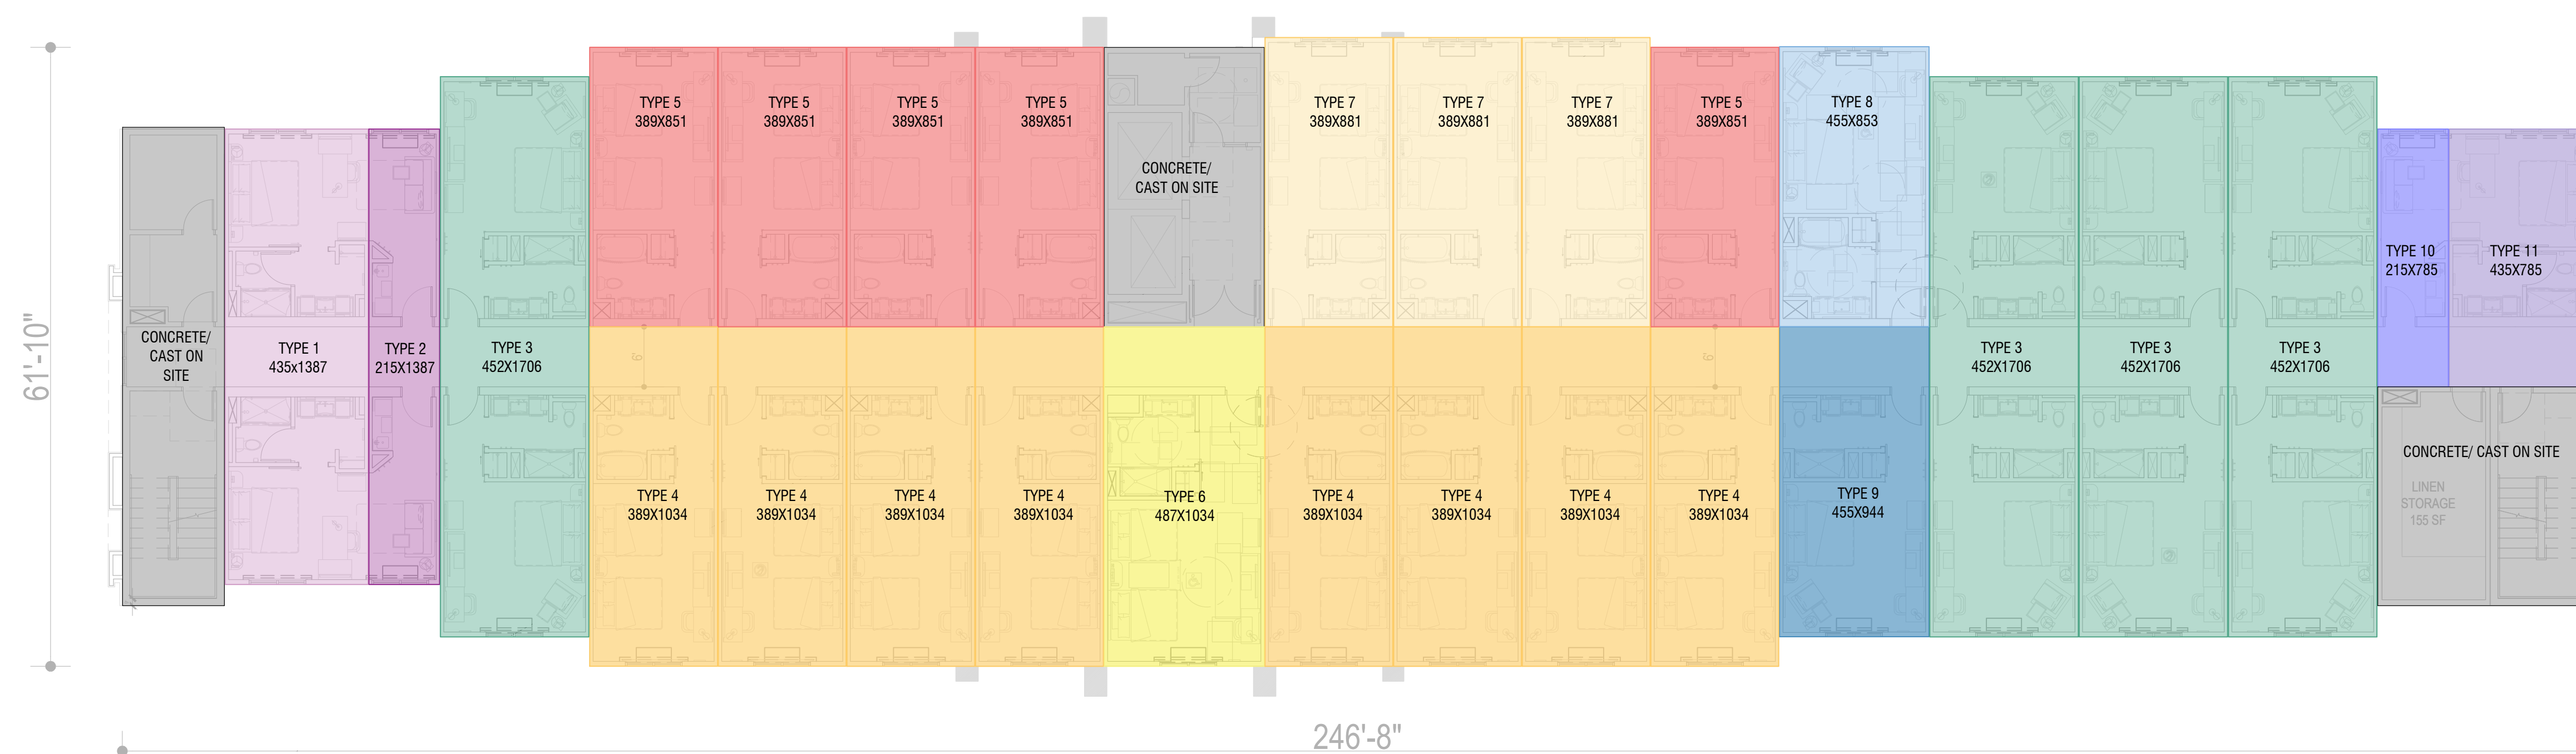 TYPE 5
389X851
TYPE 5
389X851
TYPE 5
389X851
TYPE 5
389X851
CONCRETE/
CAST ON SITE
TYPE 7
389X881
TYPE 7
389X881
TYPE 7
389X881
TYPE 5
389X851
TYPE 8
455X853
TYPE 10
215X785
TYPE 11
435X785
61'-10"
CONCRETE/
CAST ON
SITE
TYPE 1
435x1387
TYPE 2
215X1387
TYPE 3
452X1706
6'
6'
TYPE 3
452X1706
TYPE 3
452X1706
TYPE 3
452X1706
TYPE 4
389X1034
TYPE 4
389X1034
TYPE 4
389X1034
TYPE 4
389X1034
TYPE 6
487X1034
TYPE 4
389X1034
TYPE 4
389X1034
TYPE 4
389X1034
TYPE 4
389X1034
TYPE 9
455X944
CONCRETE/ CAST ON SITE
LINEN
STORAGE
155 SF
246'-8"